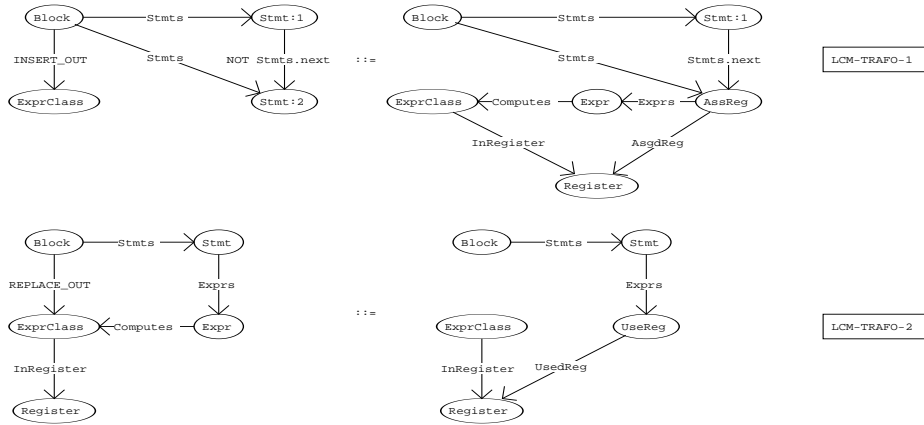 Block Stmts Stmt:1 Block Stmts Stmt:1
INSERT_OUT Stmts NOT Stmts.next ::= Stmts Stmts.next LCM-TRAFO-1
ExprClass Stmt:2 ExprClass Computes Expr Exprs AssReg
InRegister AsgdReg
Register
Block Stmts Stmt Block Stmts Stmt
REPLACE_OUT Exprs Exprs
::=
ExprClass Computes Expr ExprClass UseReg LCM-TRAFO-2
InRegister InRegister UsedReg
Register Register